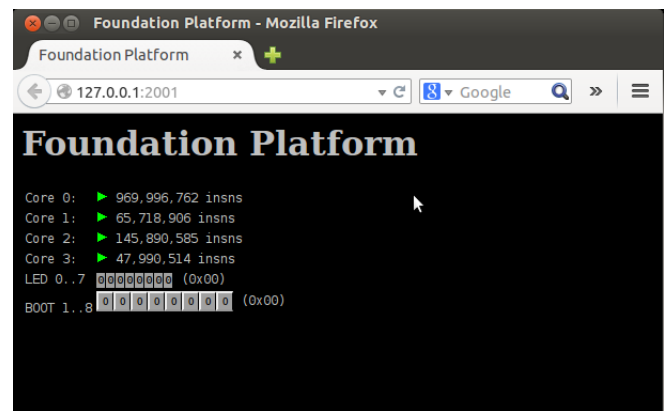 Foundation Platform - Mozilla Firefox
Foundation Platform
127.0.0.1:2001
8 Google
Foundation Platform
Core 0: 969,996,762 insns
Core 1: 65,718,906 insns
Core 2: 145,890,585 insns
Core 3: 47,990,514 insns
LED 0..7 00000000 (0x00)
BOOT 1..8 0 0 0 0 0 0 0 0 (0x00)